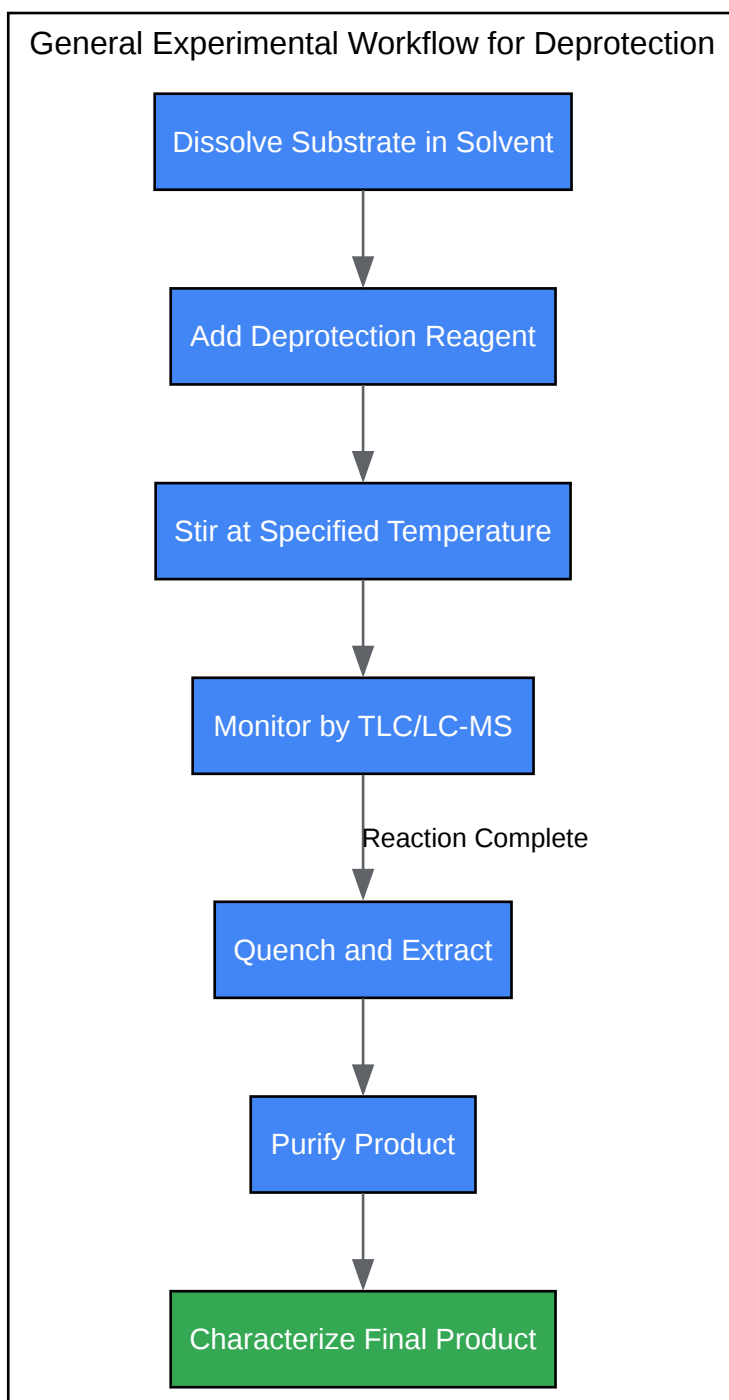 General Experimental Workflow for Deprotection
Dissolve Substrate in Solvent
Add Deprotection Reagent
Stir at Specified Temperature
Monitor by TLC/LC-MS
Reaction Complete
Quench and Extract
Purify Product
Characterize Final Product